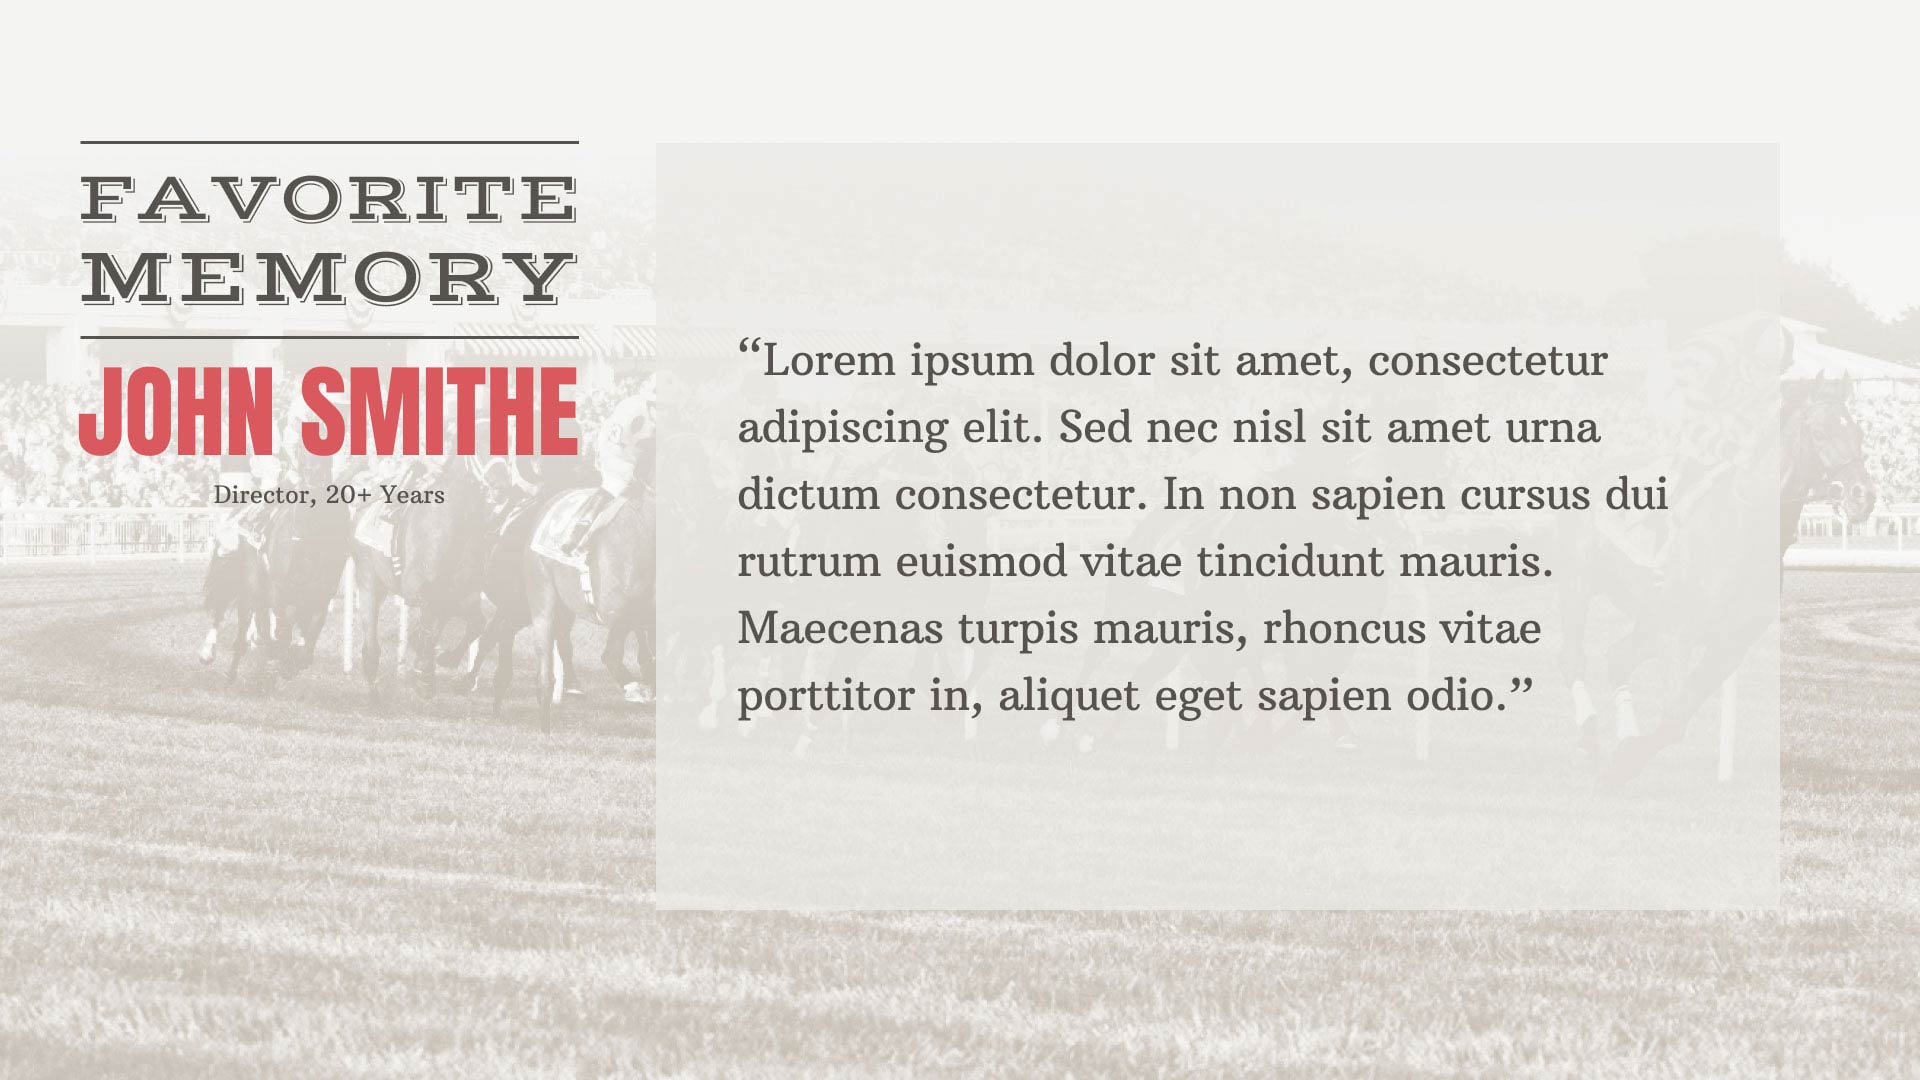 FAVORITE
MEMORY
JOHN SMITHE
Director, 20+ Years
“Lorem ipsum dolor sit amet, consectetur
adipiscing elit. Sed nec nisl sit amet urna
dictum consectetur. In non sapien cursus dui
rutrum euismod vitae tincidunt mauris.
Maecenas turpis mauris, rhoncus vitae
porttitor in, aliquet eget sapien odio.”